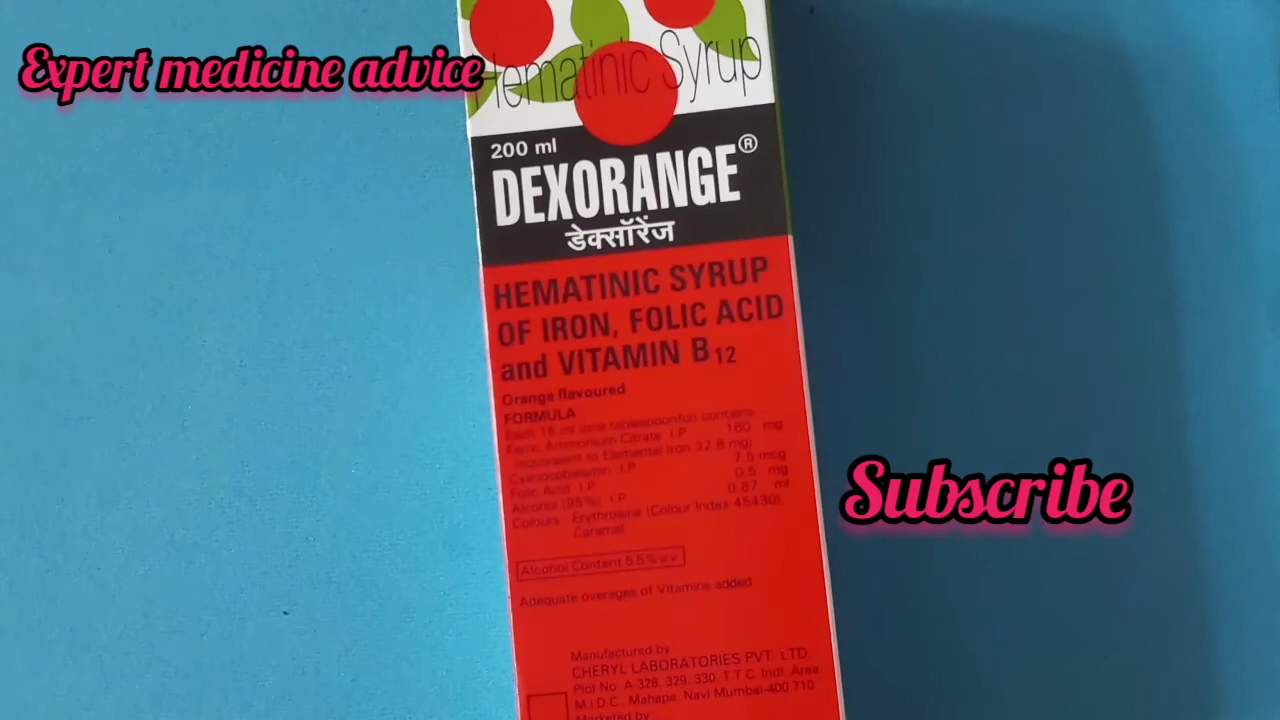 Expert medicine advice
Hematinic Syrup
200 ml
DEXORANGE®
डेक्सॉरेंज
HEMATINIC SYRUP
OF IRON, FOLIC ACID
and VITAMIN B12
Orange flavoured
FORMULA
Each 15 ml (one tablespoonful) contains
Ferric Ammonium Citrate I.P. 160 mg
(equivalent to Elemental Iron 32.8 mg)
Cyanocobalamin I.P. 7.5 mcg
Folic Acid I.P. 0.5 mg
Alcohol (95%) I.P. 0.87 ml
Colours: Erythrosine (Colour Index 45430)
Caramel
Subscribe
Alcohol Content 5.5% v/v
Adequate overages of Vitamins added
Manufactured by
CHERYL LABORATORIES PVT. LTD.
Plot No. A-328, 329, 330, T.T.C. Indl. Area,
M.I.D.C., Mahape, Navi Mumbai-400 710.
Marketed by